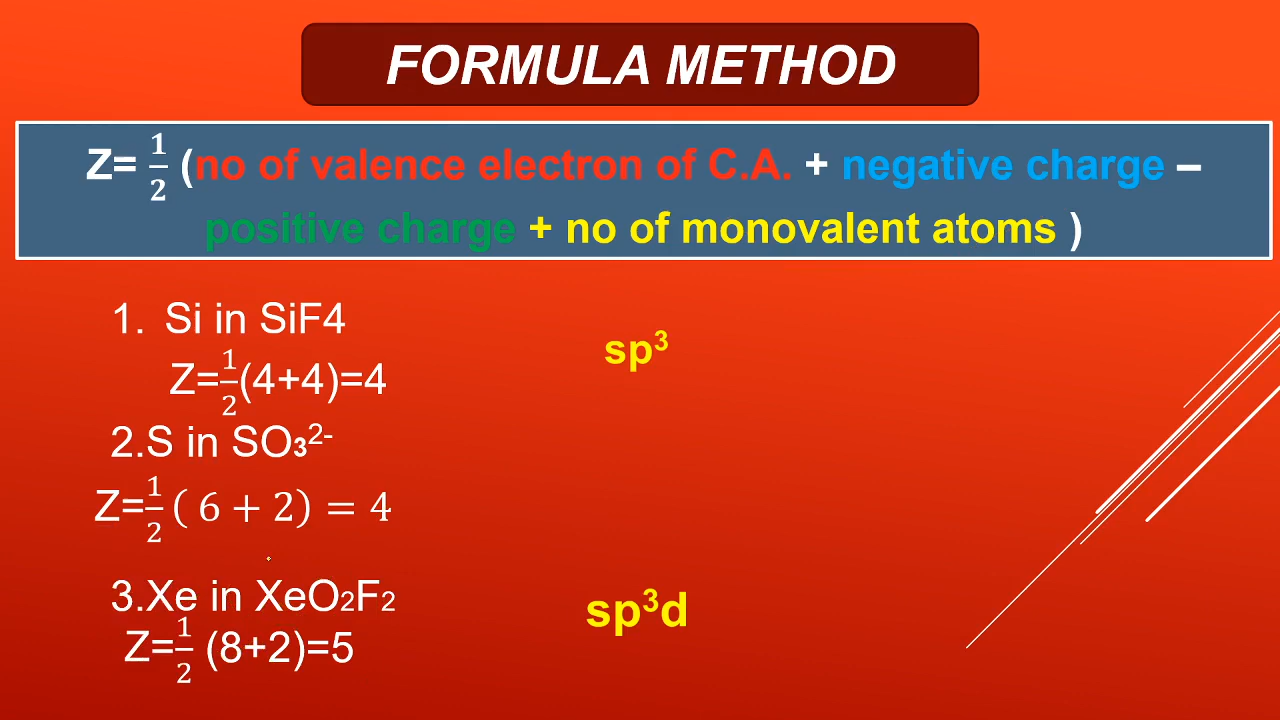 FORMULA METHOD
Z= 1/2 (no of valence electron of C.A. + negative charge –
positive charge + no of monovalent atoms )
1. Si in SiF4
sp³
Z=1/2(4+4)=4
2.S in SO₃²⁻
Z=1/2 ( 6 + 2) = 4
3.Xe in XeO₂F₂
sp³d
Z=1/2 (8+2)=5